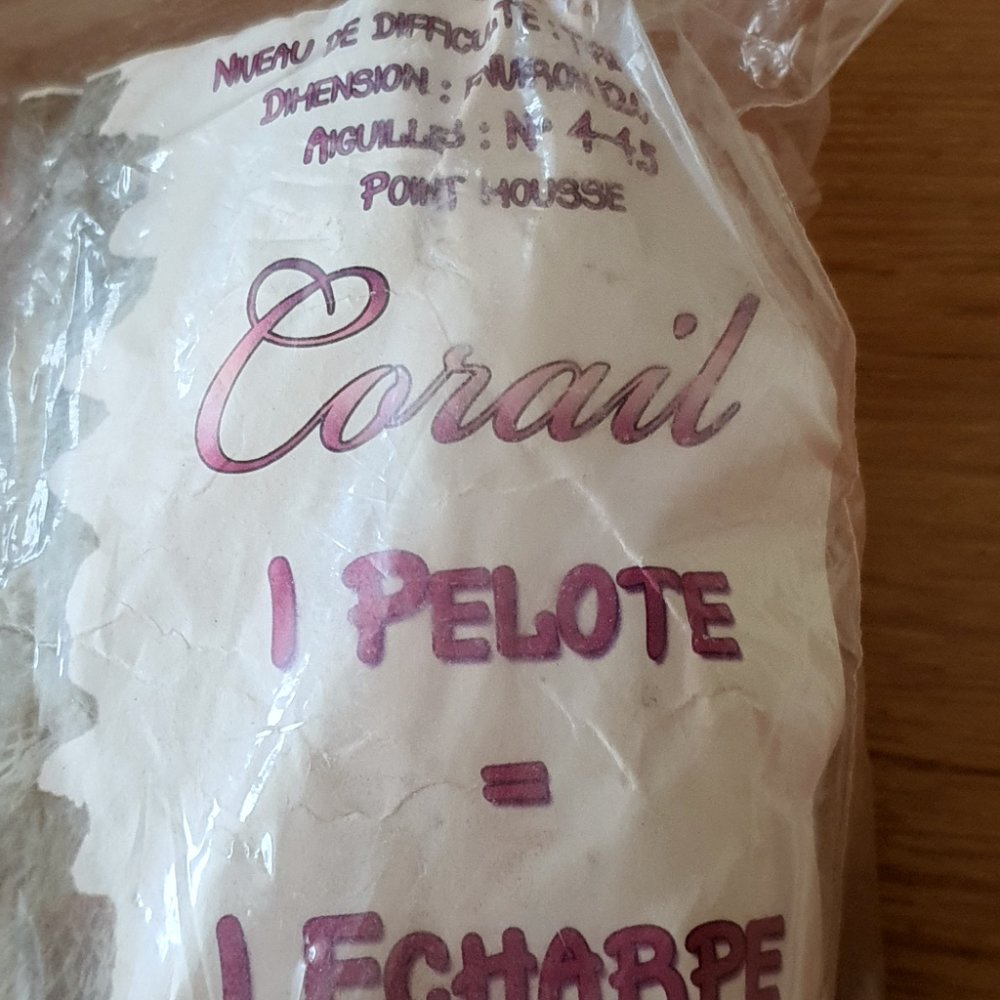 NIVEAU DE DIFFICULTE :
DIMENSION : ENVIRON
AIGUILLES : N° 4-4,5
POINT MOUSSE
Corail
1 PELOTE
=
1 ECHARPE